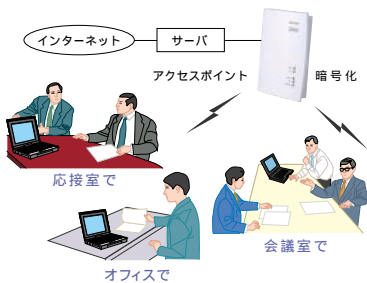 インターネット
サーバ
アクセスポイント
暗号化
応接室で
会議室で
オフィスで